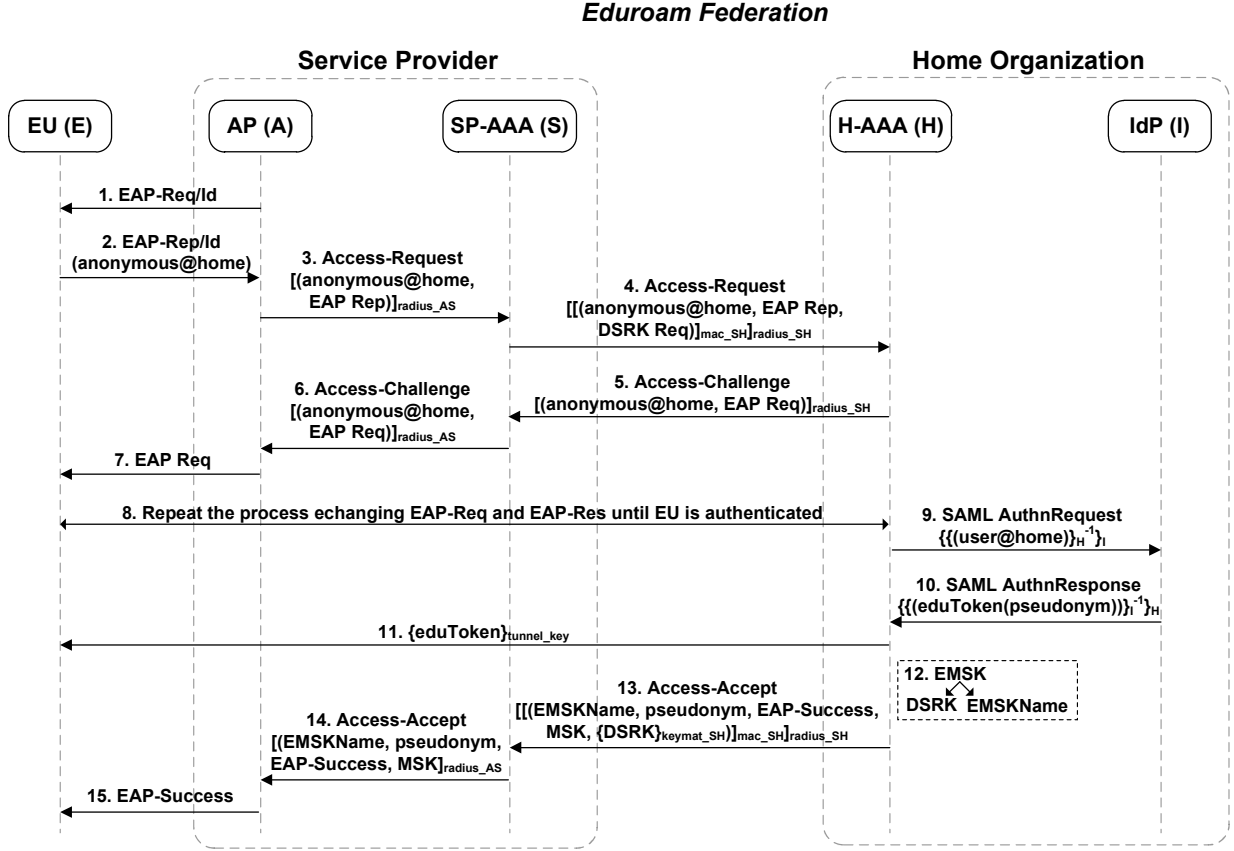 Eduroam Federation
Service Provider
Home Organization
EU (E)
AP (A)
SP-AAA (S)
H-AAA (H)
IdP (I)
1. EAP-Req/Id
2. EAP-Rep/Id
(anonymous@home)
3. Access-Request
[(anonymous@home,
EAP Rep)]radius_AS
4. Access-Request
[[(anonymous@home, EAP Rep,
DSRK Req)]mac_SH]radius_SH
5. Access-Challenge
[(anonymous@home, EAP Req)]radius_SH
6. Access-Challenge
[(anonymous@home,
EAP Req)]radius_AS
7. EAP Req
8. Repeat the process echanging EAP-Req and EAP-Res until EU is authenticated
9. SAML AuthnRequest
{{(user@home)}H-1}I
10. SAML AuthnResponse
{{(eduToken(pseudonym))}I-1}H
11. {eduToken}tunnel_key
12. EMSK
DSRK EMSKName
13. Access-Accept
[[(EMSKName, pseudonym, EAP-Success,
MSK, {DSRK}keymat_SH)]mac_SH]radius_SH
14. Access-Accept
[(EMSKName, pseudonym,
EAP-Success, MSK]radius_AS
15. EAP-Success